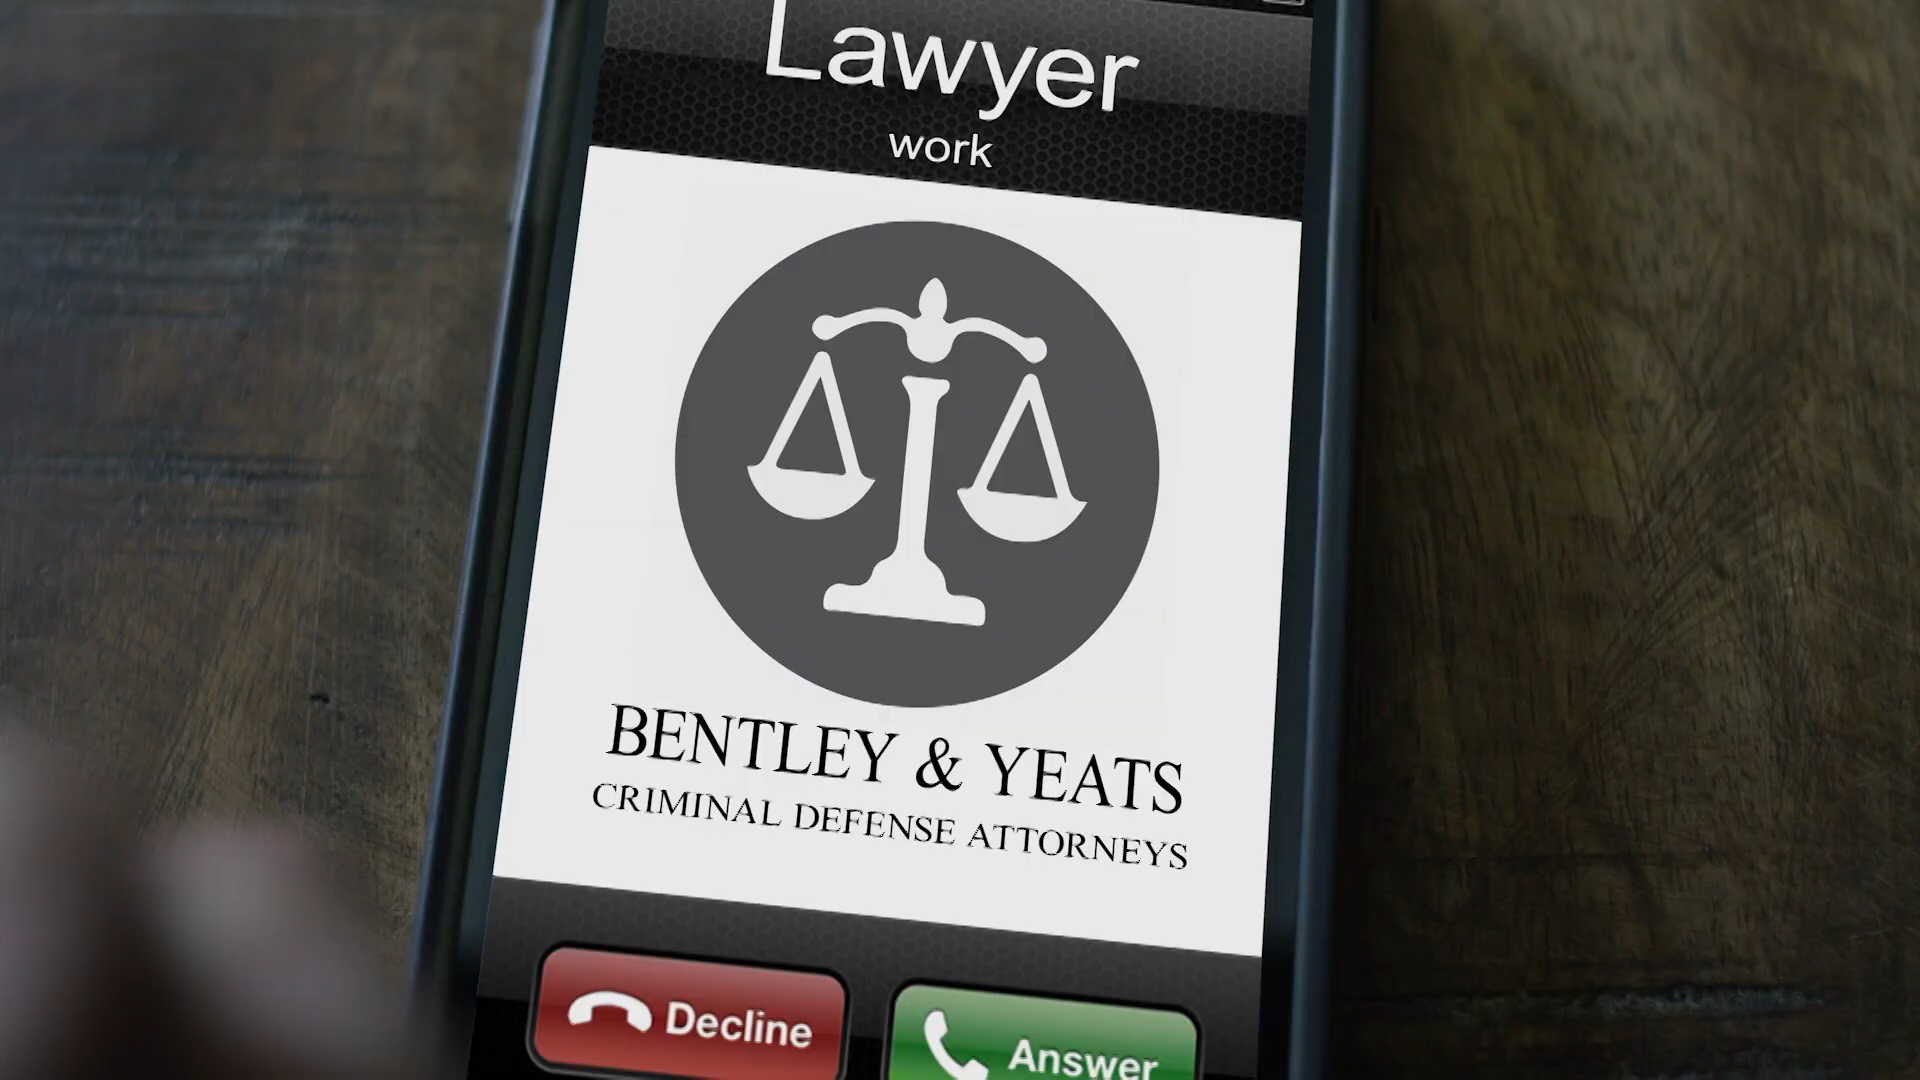 Lawyer
work
BENTLEY & YEATS
CRIMINAL DEFENSE ATTORNEYS
Decline
Answer